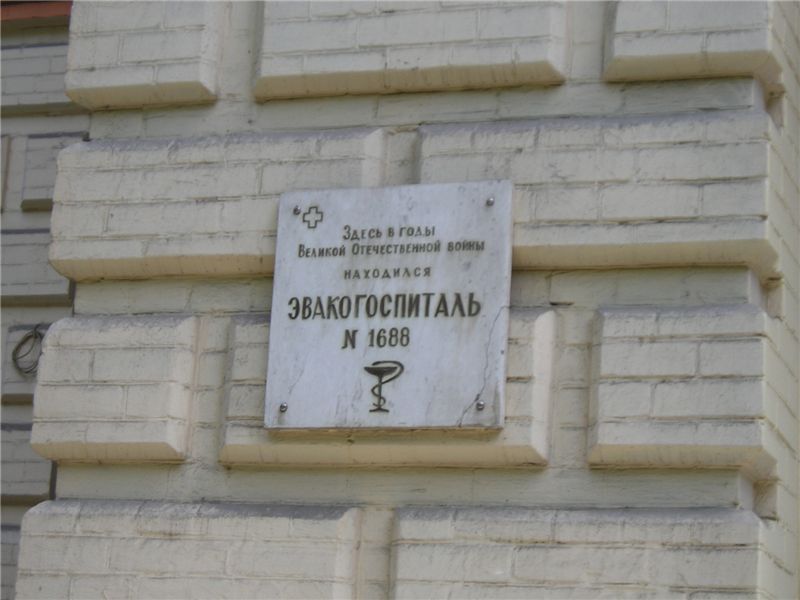 Здесь в годы
Великой Отечественной войны
находился
ЭВАКОГОСПИТАЛЬ
N 1688